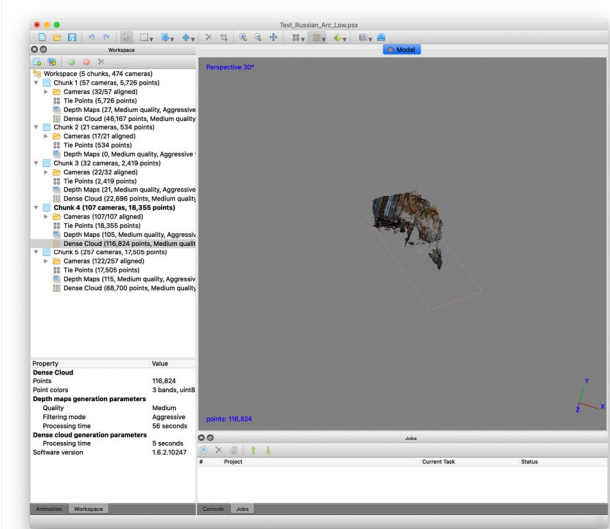 Test_Russian_Arc_Low.psx
Workspace
Model
Workspace (5 chunks, 474 cameras)
Chunk 1 (57 cameras, 5,726 points)
Cameras (32/57 aligned)
Tie Points (5,726 points)
Depth Maps (27, Medium quality, Aggressive
Dense Cloud (46,167 points, Medium quality
Chunk 2 (21 cameras, 534 points)
Cameras (17/21 aligned)
Tie Points (534 points)
Depth Maps (0, Medium quality, Aggressive
Chunk 3 (32 cameras, 2,419 points)
Cameras (22/32 aligned)
Tie Points (2,419 points)
Depth Maps (21, Medium quality, Aggressive
Dense Cloud (22,696 points, Medium quality
Chunk 4 (107 cameras, 18,355 points)
Cameras (107/107 aligned)
Tie Points (18,355 points)
Depth Maps (105, Medium quality, Aggressiv
Dense Cloud (116,824 points, Medium qualit
Chunk 5 (257 cameras, 17,505 points)
Cameras (122/257 aligned)
Tie Points (17,505 points)
Depth Maps (115, Medium quality, Aggressiv
Dense Cloud (88,700 points, Medium quality
Perspective 30°
Y
X
Z
points: 116,824
Property Value
Dense Cloud
Points 116,824
Point colors 3 bands, uint8
Depth maps generation parameters
Quality Medium
Filtering mode Aggressive
Processing time 56 seconds
Dense cloud generation parameters
Processing time 5 seconds
Software version 1.6.2.10247
Animation Workspace
Jobs
# Project Current Task Status
Console Jobs